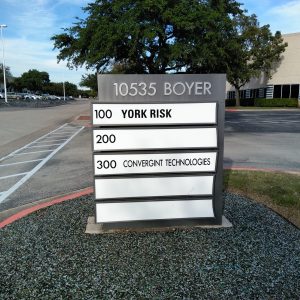 10535 BOYER
100 YORK RISK
200
300 CONVERGINT TECHNOLOGIES